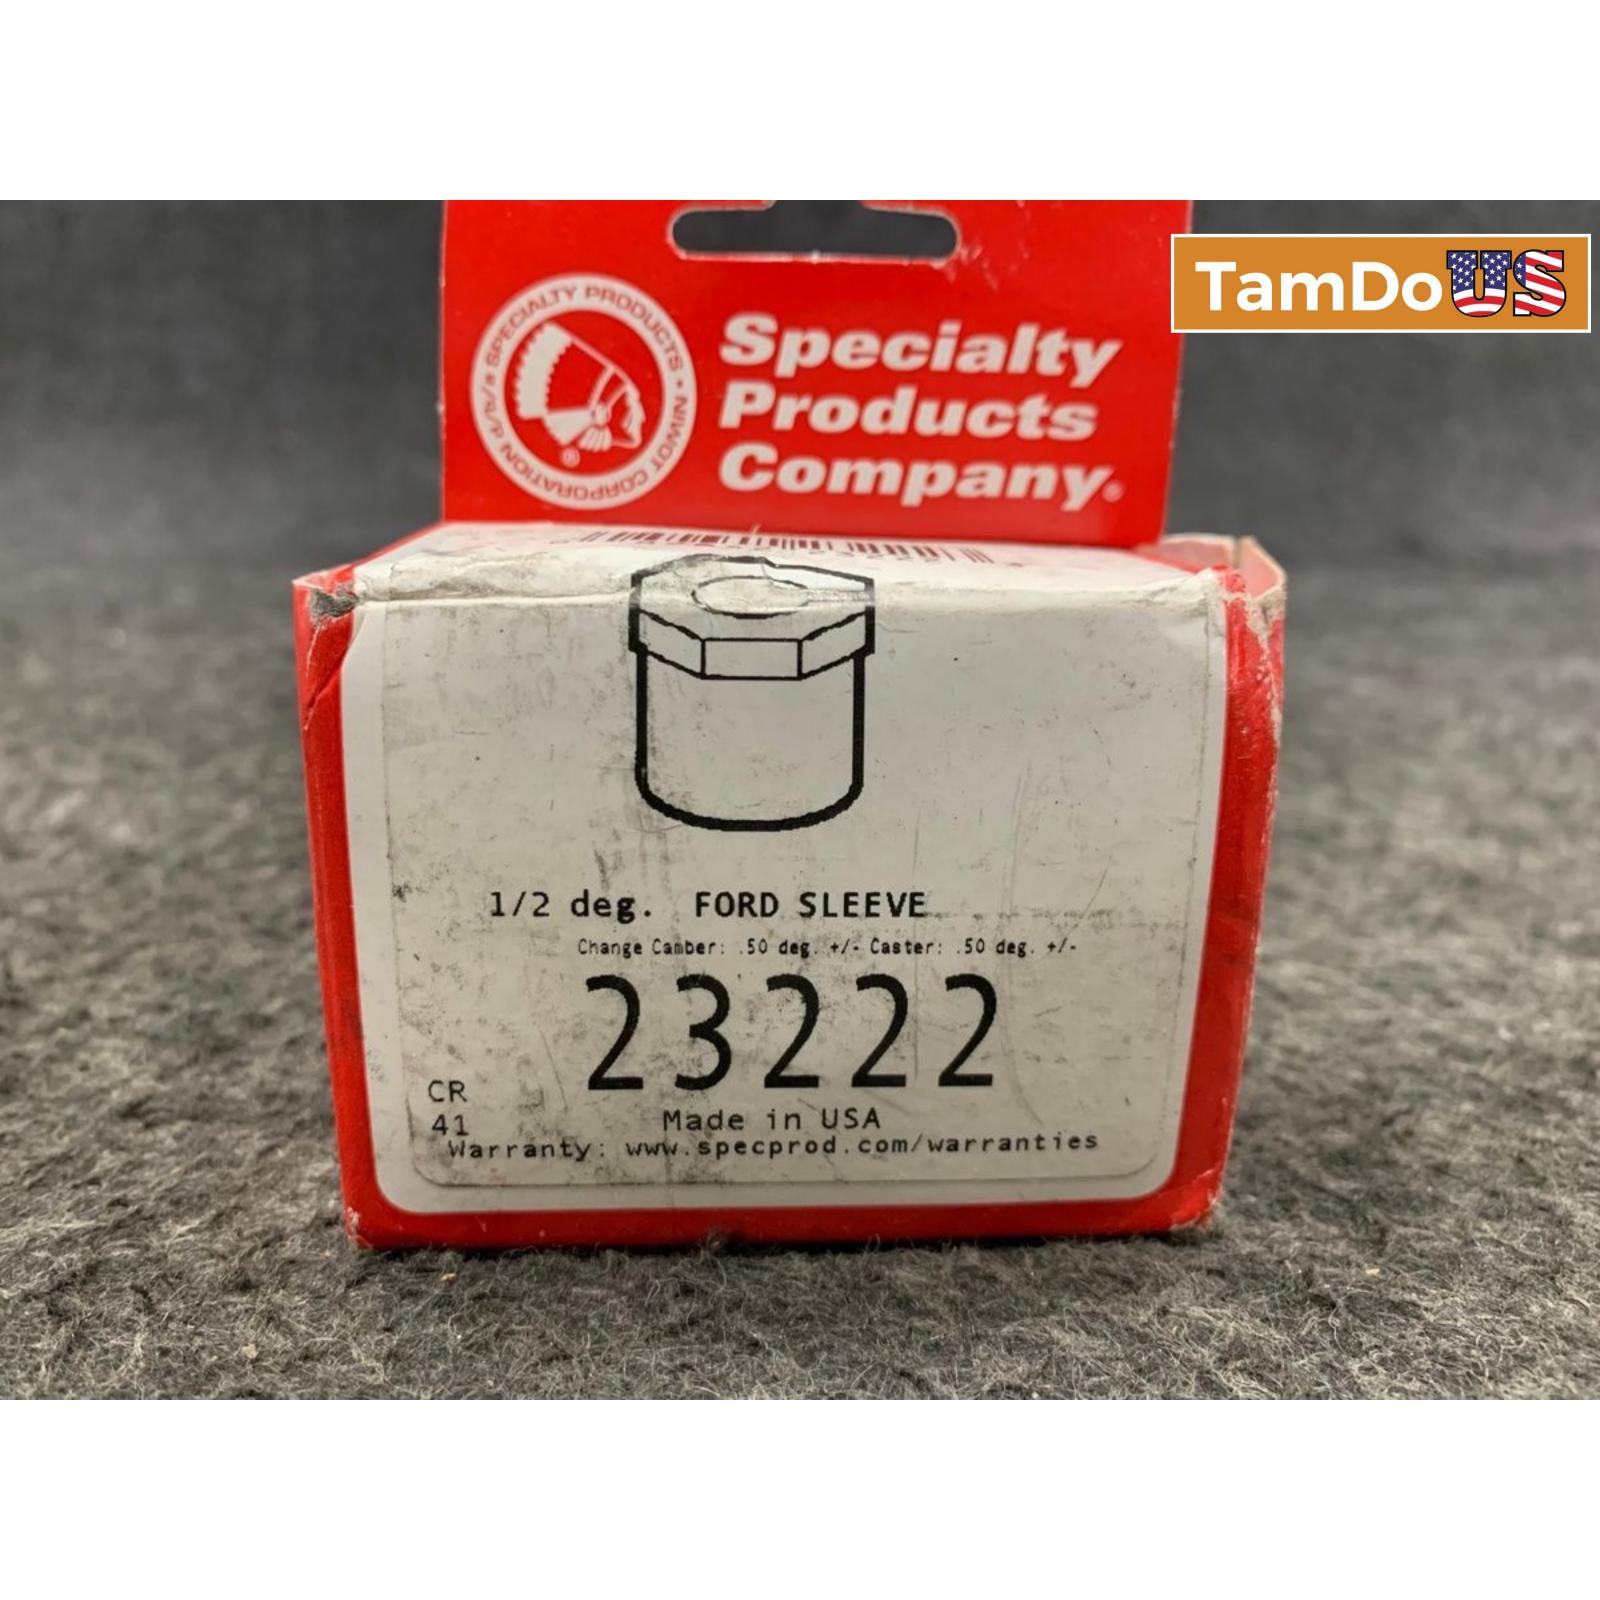 TamDoUS
SPECIALTY PRODUCTS • NIWOT CORPORATION d/b/a
®
Specialty
Products
Company®
1/2 deg. FORD SLEEVE
Change Camber: .50 deg. +/- Caster: .50 deg. +/-
23222
CR
41
Made in USA
Warranty: www.specprod.com/warranties